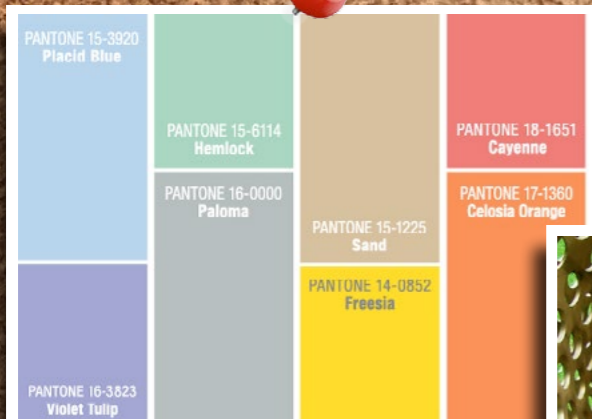 PANTONE 15-3920
Placid Blue
PANTONE 15-6114
Hemlock
PANTONE 18-1651
Cayenne
PANTONE 16-0000
Paloma
PANTONE 17-1360
Celosia Orange
PANTONE 15-1225
Sand
PANTONE 14-0852
Freesia
PANTONE 16-3823
Violet Tulip